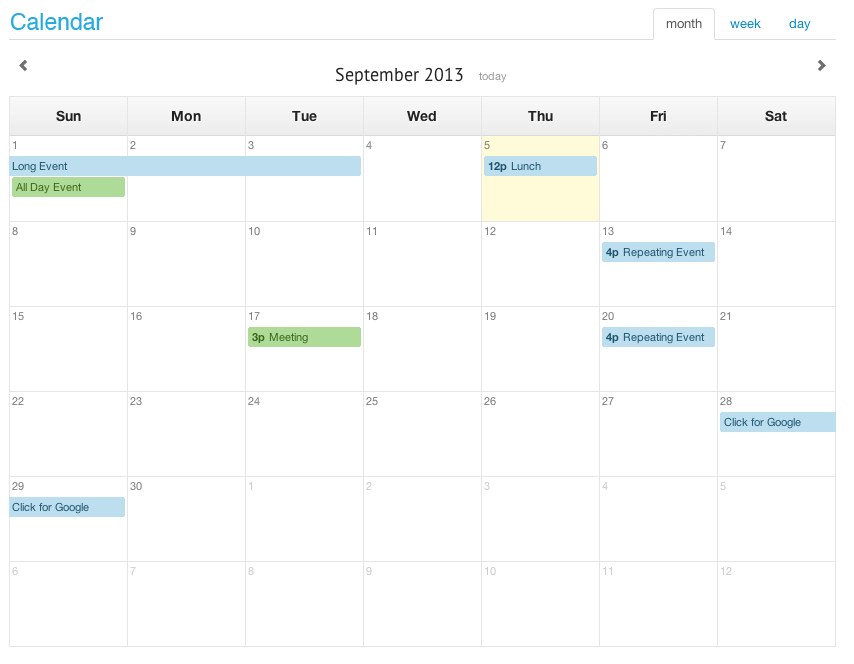 Calendar
month week day
September 2013 today
Sun Mon Tue Wed Thu Fri Sat
1 2 3 4 5 6 7
Long Event 12p Lunch
All Day Event
8 9 10 11 12 13 14
4p Repeating Event
15 16 17 18 19 20 21
3p Meeting 4p Repeating Event
22 23 24 25 26 27 28
Click for Google
29 30 1 2 3 4 5
Click for Google
6 7 8 9 10 11 12